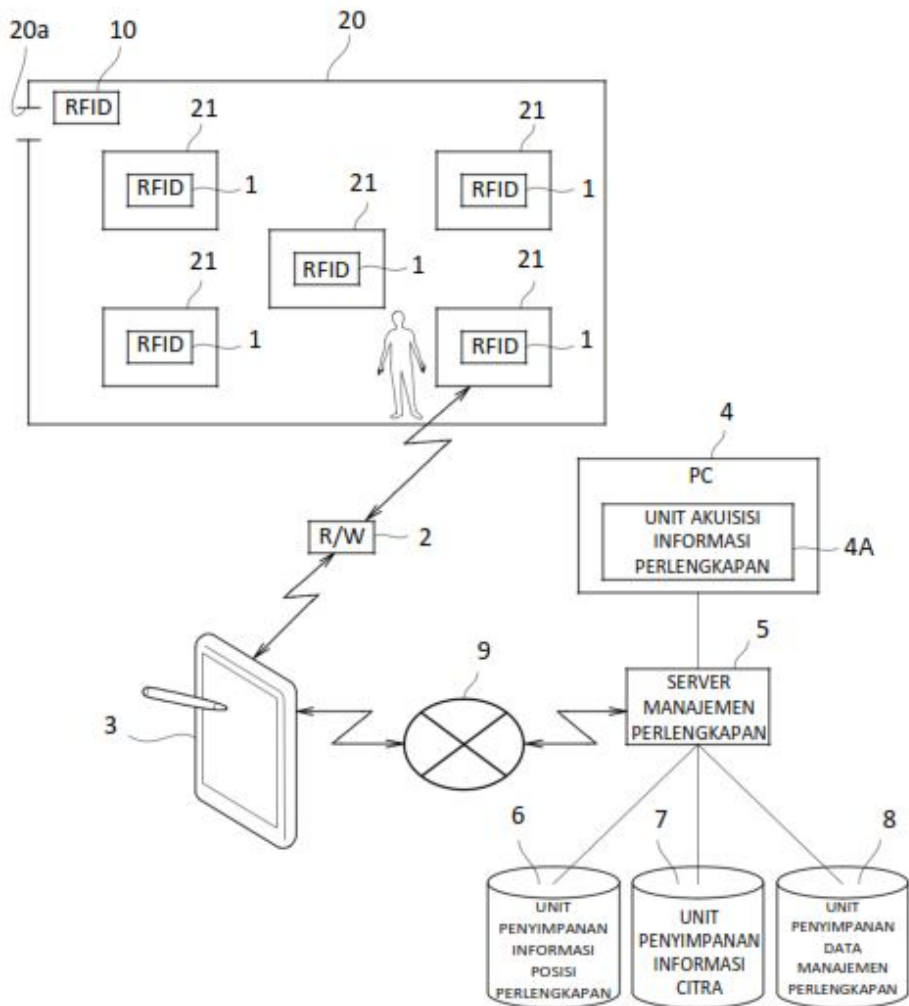 20a
10
20
RFID
21
21
RFID
1
RFID
1
21
RFID
1
21
21
RFID
1
RFID
1
4
PC
UNIT AKUISISI
INFORMASI
PERLENGKAPAN
4A
R/W
2
5
SERVER
MANAJEMEN
PERLENGKAPAN
9
3
6
7
8
UNIT
PENYIMPANAN
INFORMASI
POSISI
PERLENGKAPAN
UNIT
PENYIMPANAN
INFORMASI
CITRA
UNIT
PENYIMPANAN
DATA
MANAJEMEN
PERLENGKAPAN